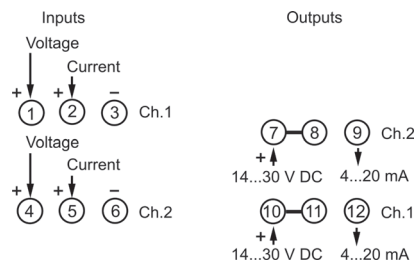 Inputs
Voltage
Current
+ 1 + 2 − 3 Ch.1
Voltage
Current
+ 4 + 5 − 6 Ch.2
Outputs
7 8 9 Ch.2
+
14...30 V DC 4...20 mA
10 11 12 Ch.1
+
14...30 V DC 4...20 mA